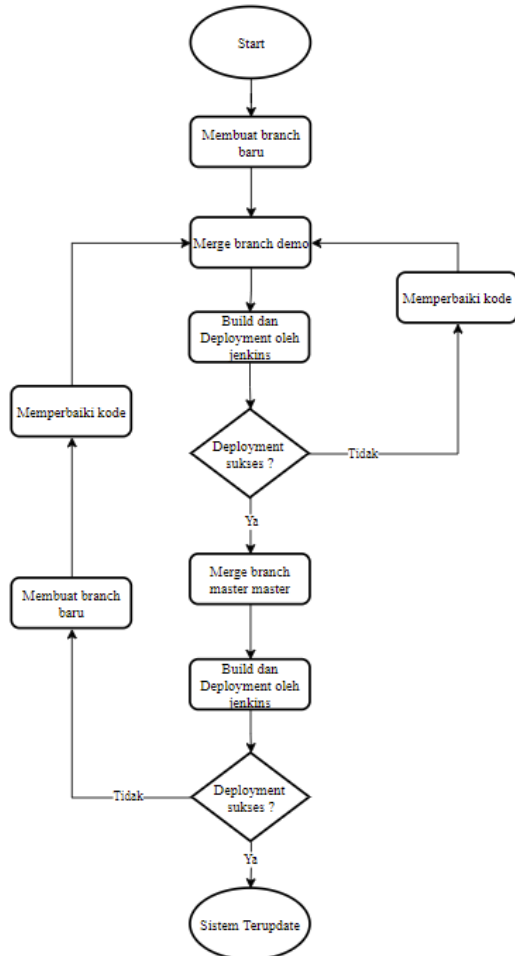 Start
Membuat branch
baru
Merge branch demo
Memperbaiki kode
Build dan
Deployment oleh
jenkins
Memperbaiki kode
Deployment
sukses ?
Tidak
Ya
Merge branch
master master
Membuat branch
baru
Build dan
Deployment oleh
jenkins
Deployment
sukses ?
Tidak
Ya
Sistem Terupdate